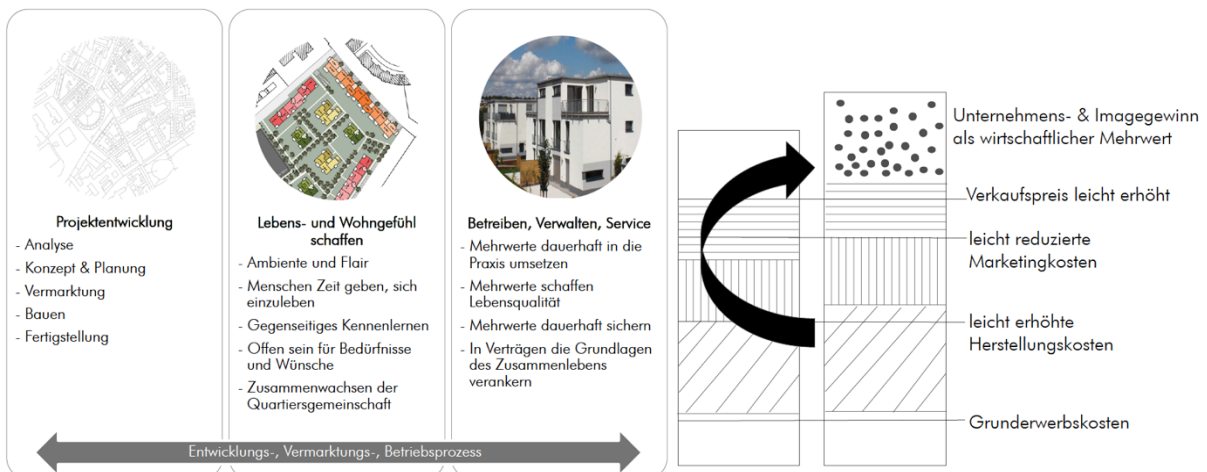 Projektentwicklung
- Analyse
- Konzept & Planung
- Vermarktung
- Bauen
- Fertigstellung
Lebens- und Wohngefühl
schaffen
- Ambiente und Flair
- Menschen Zeit geben, sich
einzuleben
- Gegenseitiges Kennenlernen
- Offen sein für Bedürfnisse
und Wünsche
- Zusammenwachsen der
Quartiersgemeinschaft
Betreiben, Verwalten, Service
- Mehrwerte dauerhaft in die
Praxis umsetzen
- Mehrwerte schaffen
Lebensqualität
- Mehrwerte dauerhaft sichern
- In Verträgen die Grundlagen
des Zusammenlebens
verankern
Entwicklungs-, Vermarktungs-, Betriebsprozess
Unternehmens- & Imagegewinn
als wirtschaftlicher Mehrwert
Verkaufspreis leicht erhöht
leicht reduzierte
Marketingkosten
leicht erhöhte
Herstellungskosten
Grunderwerbskosten